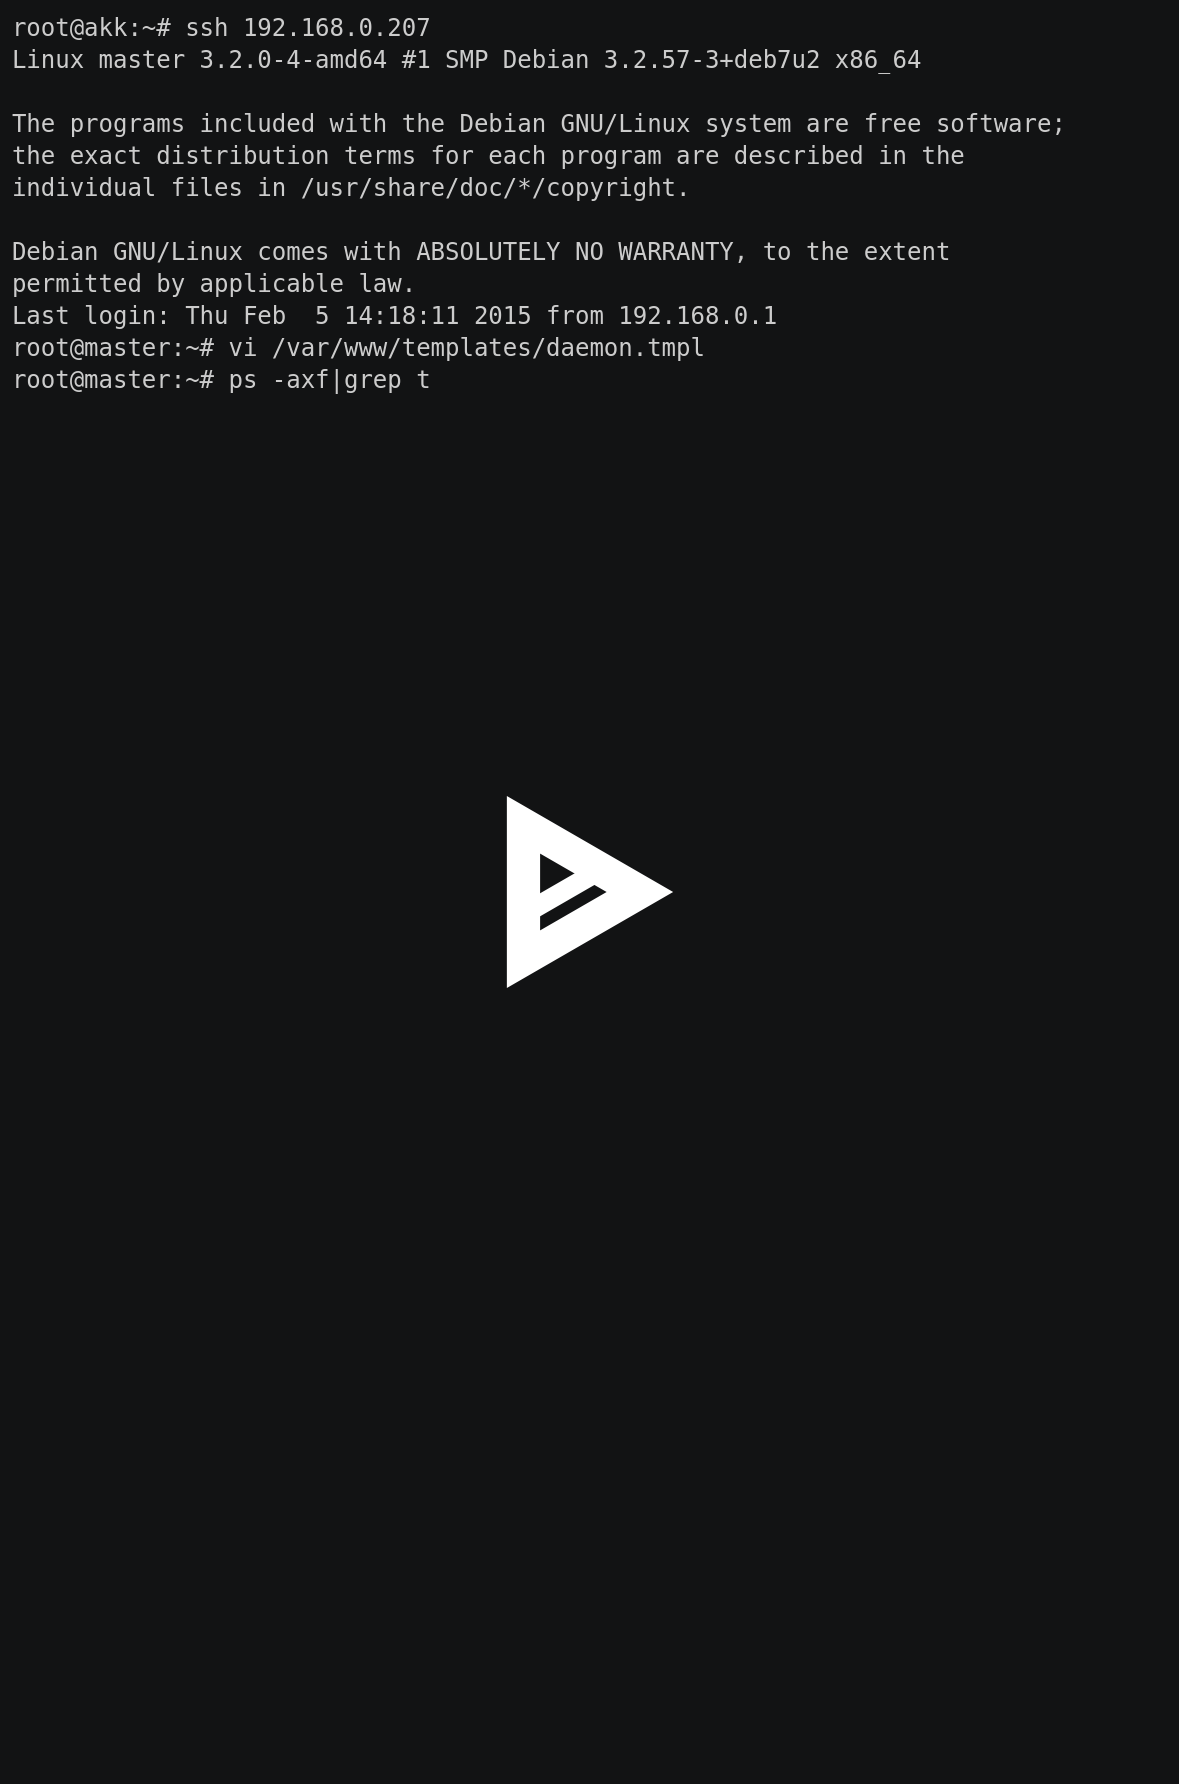 root@akk:~# ssh 192.168.0.207
Linux master 3.2.0-4-amd64 #1 SMP Debian 3.2.57-3+deb7u2 x86_64
The programs included with the Debian GNU/Linux system are free software;
the exact distribution terms for each program are described in the
individual files in /usr/share/doc/*/copyright.
Debian GNU/Linux comes with ABSOLUTELY NO WARRANTY, to the extent
permitted by applicable law.
Last login: Thu Feb  5 14:18:11 2015 from 192.168.0.1
root@master:~# vi /var/www/templates/daemon.tmpl
root@master:~# ps -axf|grep t